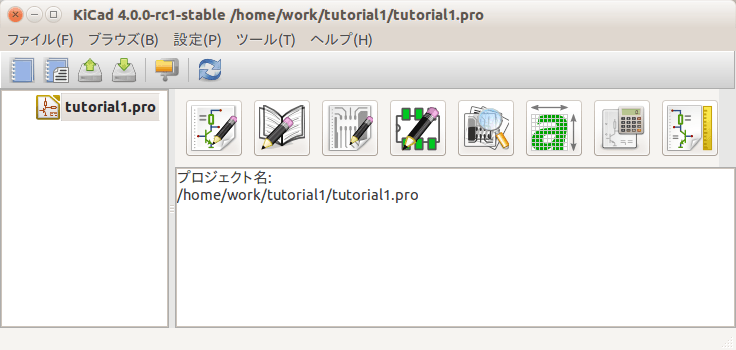 KiCad 4.0.0-rc1-stable /home/work/tutorial1/tutorial1.pro
ファイル(F) ブラウズ(B) 設定(P) ツール(T) ヘルプ(H)
tutorial1.pro
プロジェクト名:
/home/work/tutorial1/tutorial1.pro